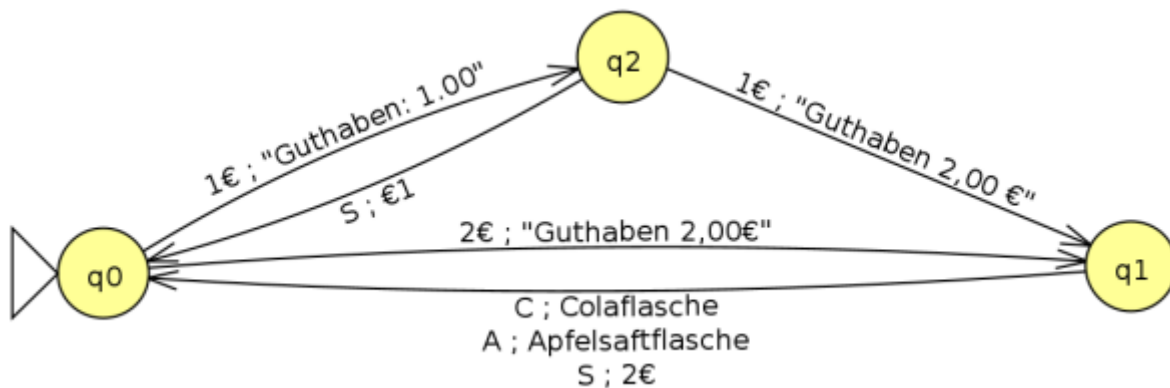 q2
1€ ; "Guthaben: 1.00"
1€ ; "Guthaben 2,00 €"
S ; €1
2€ ; "Guthaben 2,00€"
q0
q1
C ; Colaflasche
A ; Apfelsaftflasche
S ; 2€